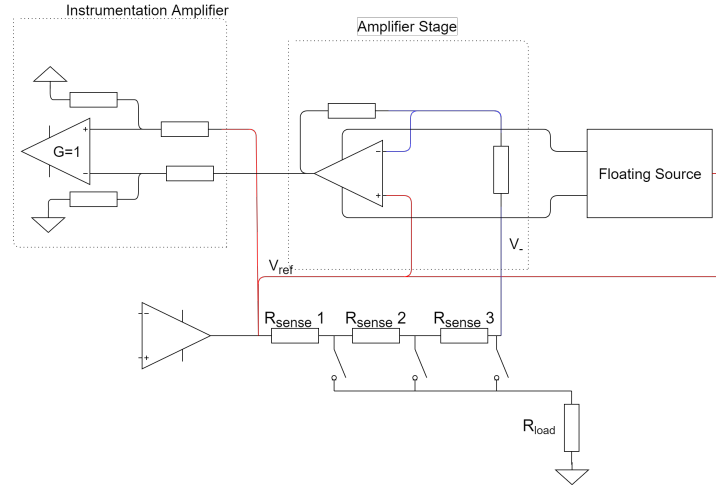 Instrumentation Amplifier
Amplifier Stage
+
G=1
−
−
+
Floating Source
V-
Vref
Rsense 1
Rsense 2
Rsense 3
−
+
Rload